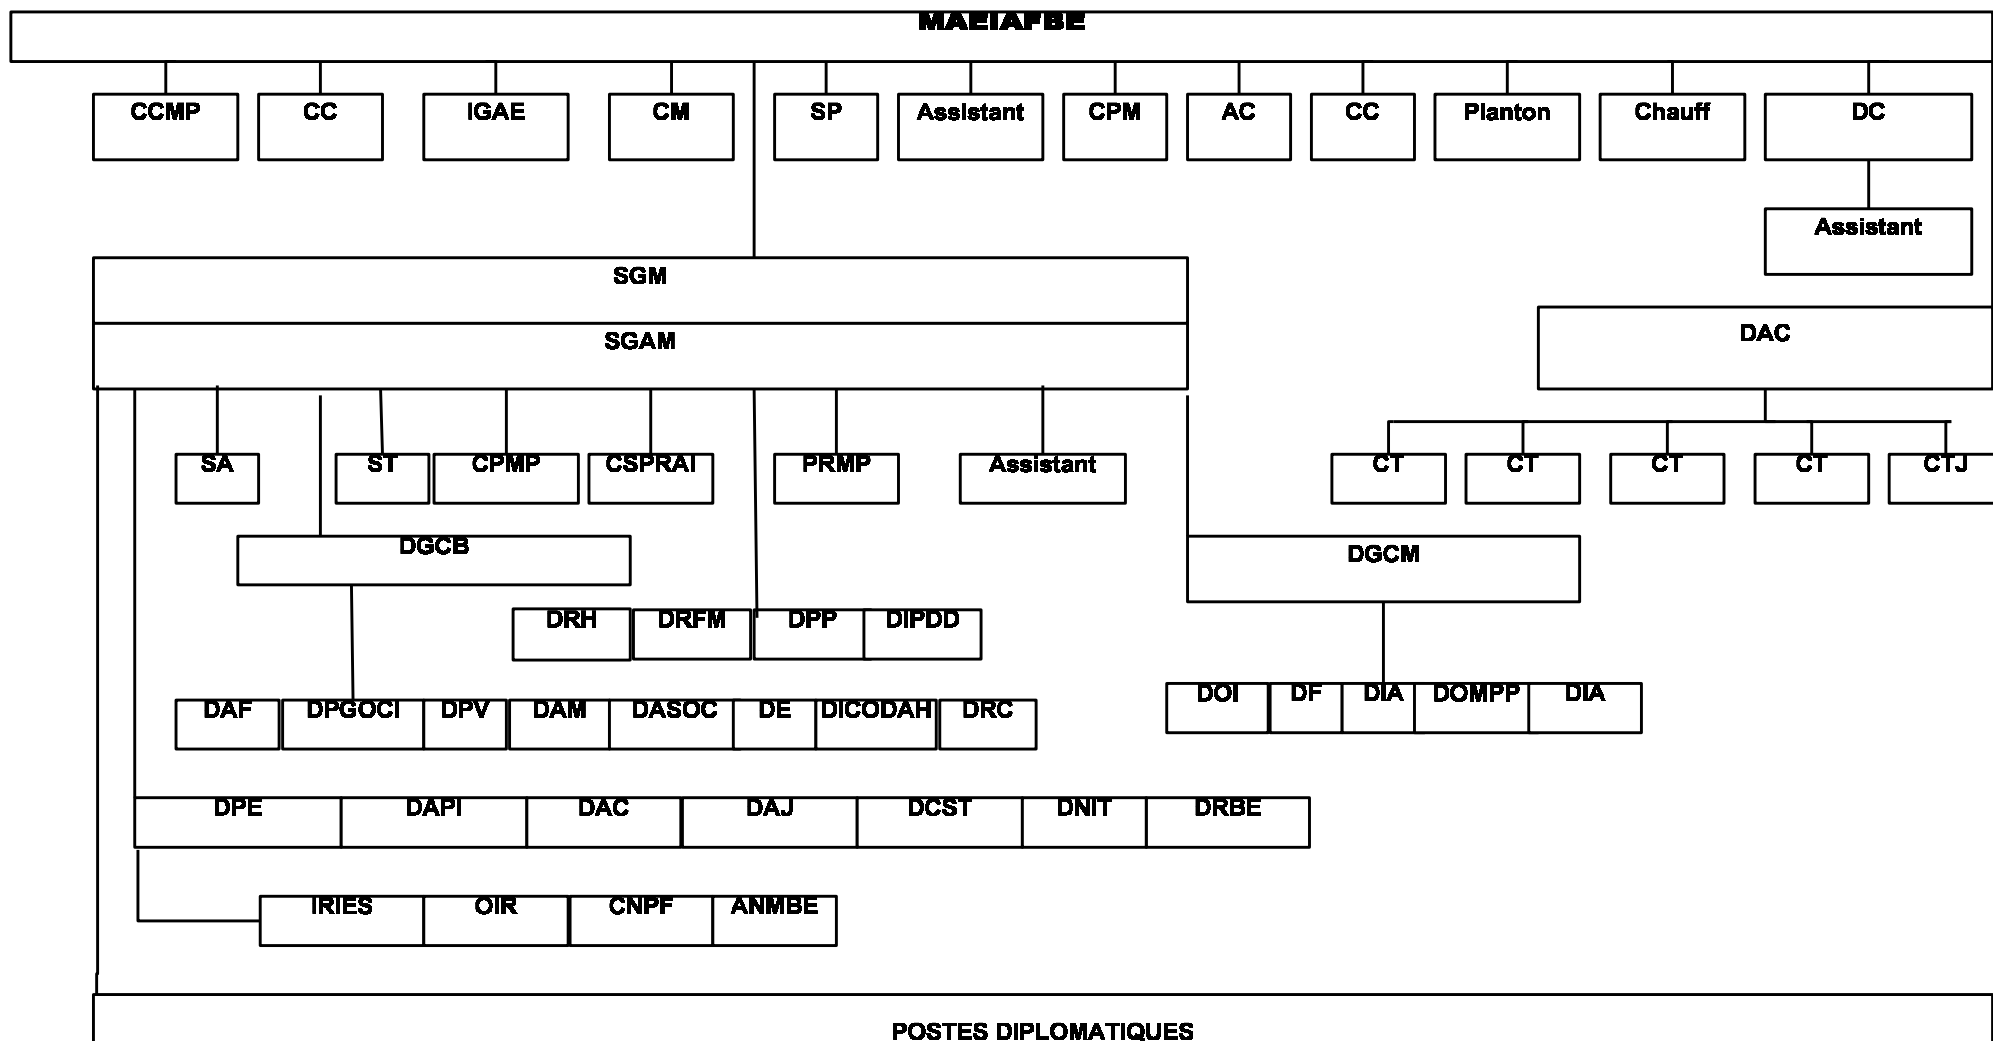 MAEIAFBE
CCMP CC IGAE CM SP Assistant CPM AC CC Planton Chauff DC
Assistant
SGM
SGAM
DAC
SA ST CPMP CSPRAI PRMP Assistant CT CT CT CT CTJ
DGCB DGCM
DRH DRFM DPP DIPDD
DOI DF DIA DOMPP DIA
DAF DPGOCI DPV DAM DASOC DE DICODAH DRC
DPE DAPI DAC DAJ DCST DNIT DRBE
IRIES OIR CNPF ANMBE
POSTES DIPLOMATIQUES